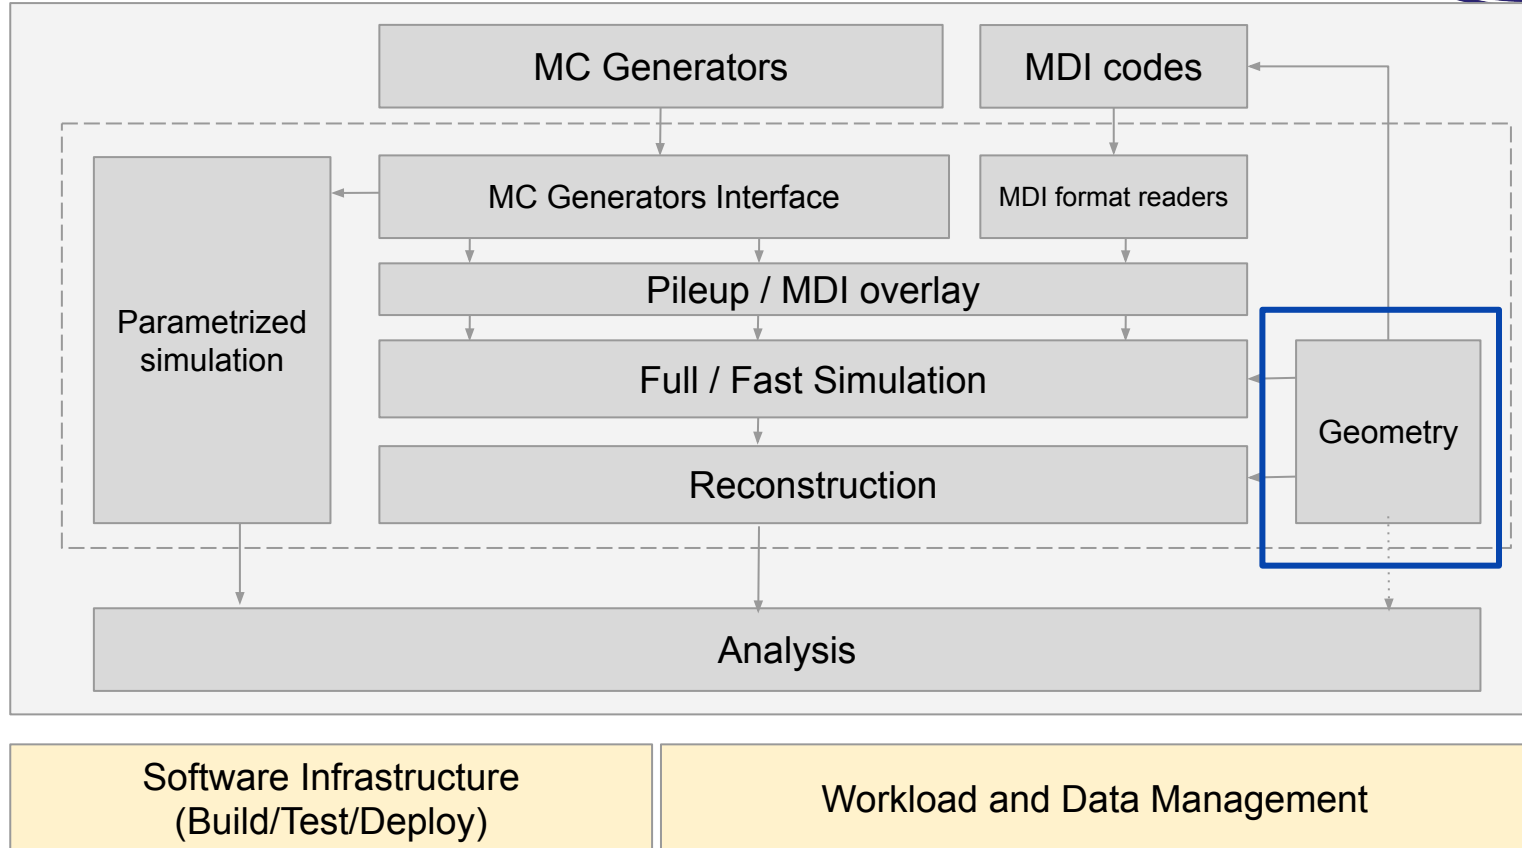 MC Generators
MDI codes
MC Generators Interface
MDI format readers
Pileup / MDI overlay
Parametrized
simulation
Full / Fast Simulation
Geometry
Reconstruction
Analysis
Software Infrastructure
(Build/Test/Deploy)
Workload and Data Management